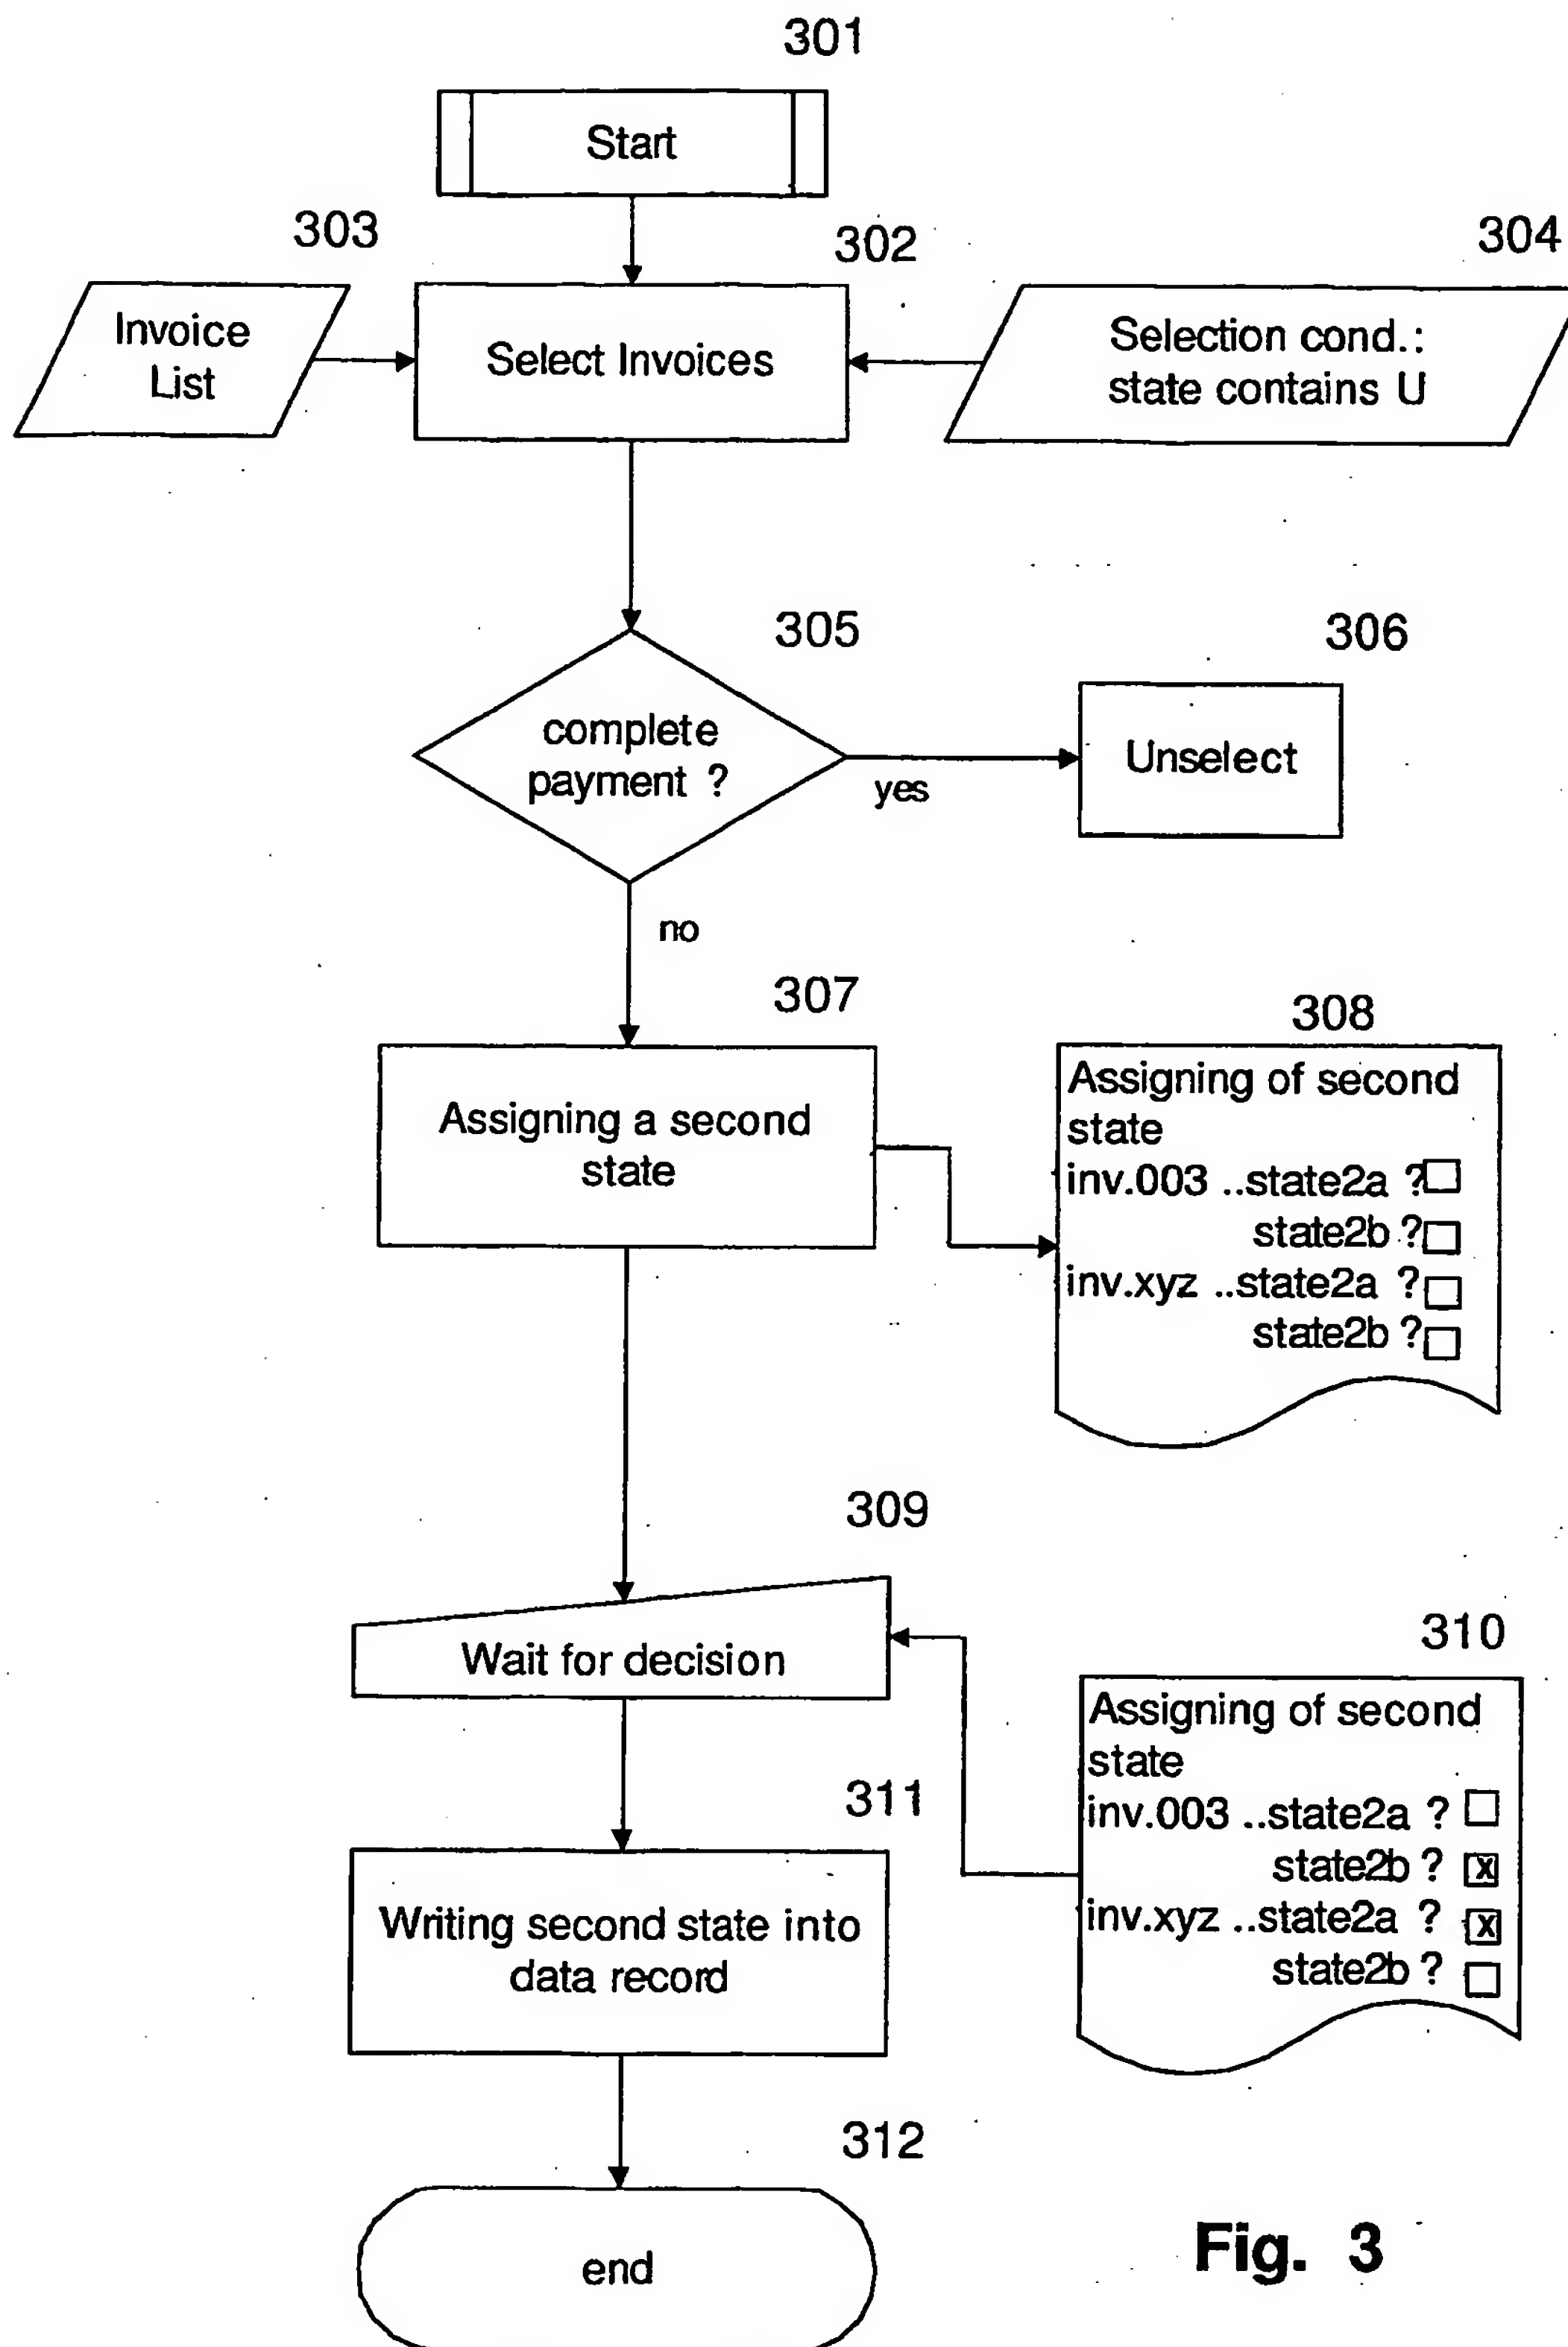 301
Start
303
302
304
Invoice
List
Select Invoices
Selection cond.:
state contains U
305
306
complete
payment ?
yes
Unselect
no
307
308
Assigning a second
state
Assigning of second
state
inv.003 ..state2a ?
state2b ?
inv.xyz ..state2a ?
state2b ?
309
Wait for decision
310
Assigning of second
state
inv.003 ..state2a ?
state2b ? x
inv.xyz ..state2a ? x
state2b ?
311
Writing second state into
data record
312
end
Fig. 3